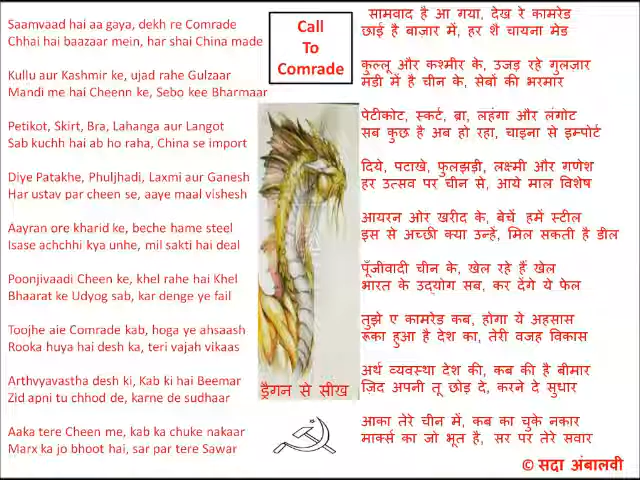 Saamvaad hai aa gaya, dekh re Comrade
Chhai hai baazaar mein, har shai China made
Kullu aur Kashmir ke, ujad rahe Gulzaar
Mandi me hai Cheenn ke, Sebo kee Bharmaar
Petikot, Skirt, Bra, Lahanga aur Langot
Sab kuchh hai ab ho raha, China se import
Diye Patakhe, Phuljhadi, Laxmi aur Ganesh
Har ustav par cheen se, aaye maal vishesh
Aayran ore kharid ke, beche hame steel
Isase achchhi kya unhe, mil sakti hai deal
Poonjivaadi Cheen ke, khel rahe hai Khel
Bhaarat ke Udyog sab, kar denge ye fail
Toojhe aie Comrade kab, hoga ye ahsaash
Rooka huya hai desh ka, teri vajah vikaas
Arthvyavastha desh ki, Kab ki hai Beemar
Zid apni tu chhod de, karne de sudhaar
Aaka tere Cheen me, kab ka chuke nakaar
Marx ka jo bhoot hai, sar par tere Sawar
Call
To
Comrade
ड्रैगन से सीख
सामवाद है आ गया, देख रे कामरेड
छाई है बाज़ार में, हर शै चायना मेड
कुल्लू और कश्मीर के, उजड़ रहे गुलज़ार
मंडी में है चीन के, सेबों की भरमार
पेटीकोट, स्कर्ट, ब्रा, लहंगा और लंगोट
सब कुछ है अब हो रहा, चाइना से इम्पोर्ट
दिये, पटाखे, फुलझड़ी, लक्ष्मी और गणेश
हर उत्सव पर चीन से, आये माल विशेष
आयरन ओर खरीद के, बेचें हमें स्टील
इस से अच्छी क्या उन्हें, मिल सकती है डील
पूँजीवादी चीन के, खेल रहे हैं खेल
भारत के उद्योग सब, कर देंगे ये फेल
तुझे ए कामरेड कब, होगा ये अहसास
रूका हुआ है देश का, तेरी वजह विकास
अर्थ व्यवस्था देश की, कब की है बीमार
ज़िद अपनी तू छोड़ दे, करने दे सुधार
आका तेरे चीन में, कब का चुके नकार
मार्क्स का जो भूत है, सर पर तेरे सवार
© सदा अंबालवी